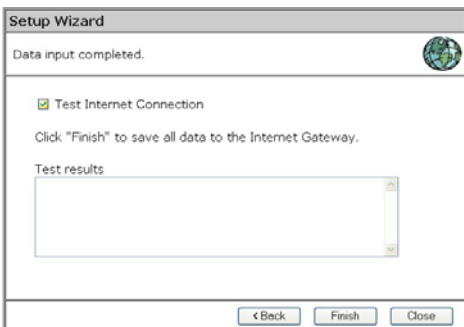 Setup Wizard
Data input completed.
Test Internet Connection
Click "Finish" to save all data to the Internet Gateway.
Test results
< Back Finish Close